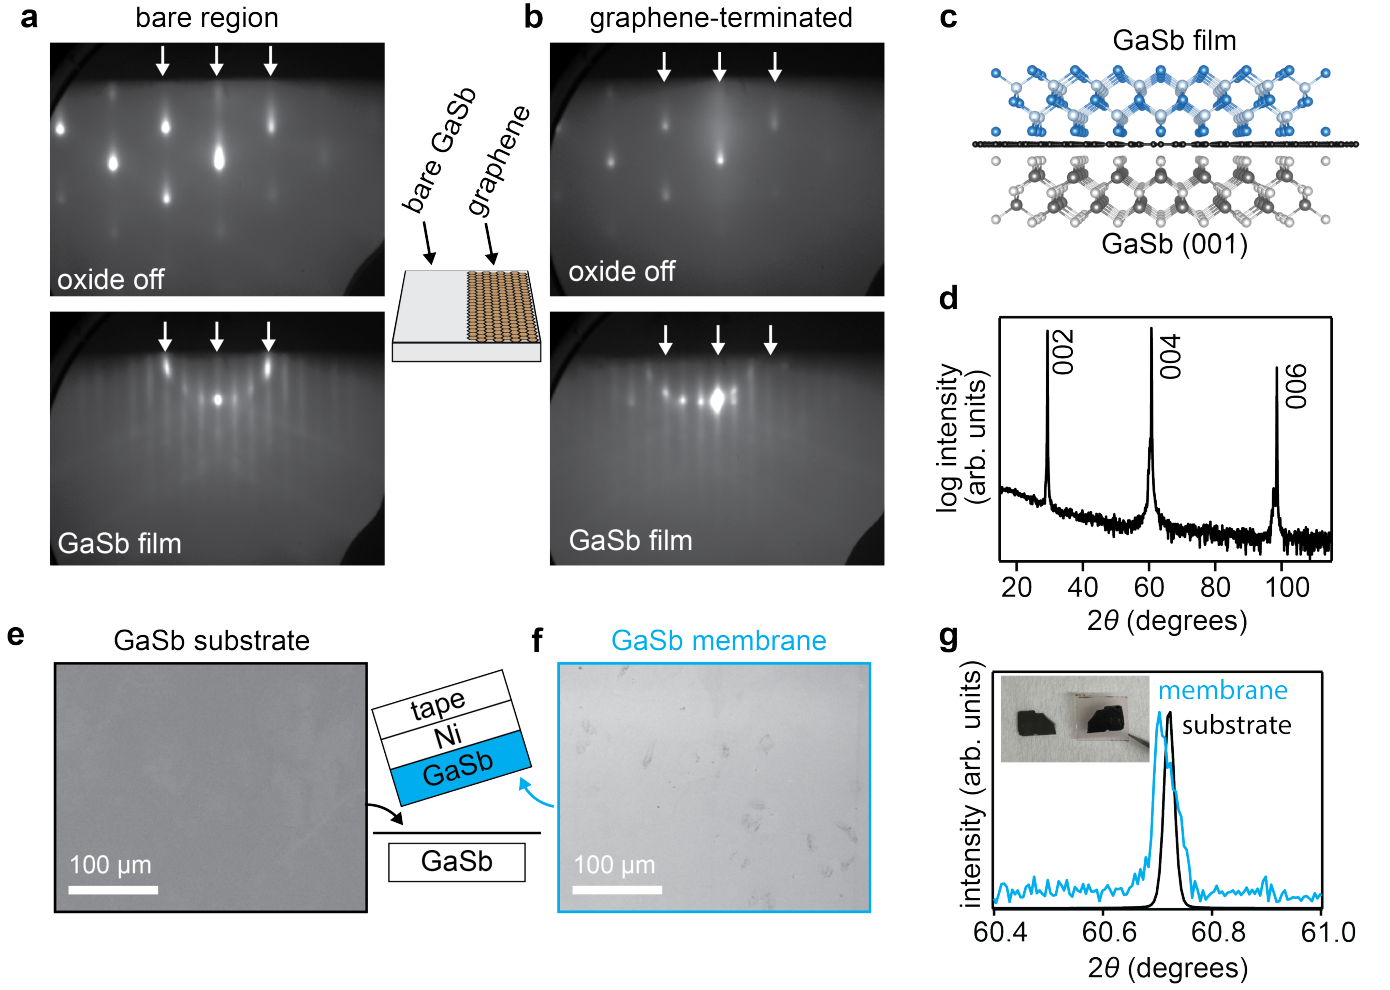 a
bare region
oxide off
GaSb film
bare GaSb
graphene
b
graphene-terminated
oxide off
GaSb film
c
GaSb film
GaSb (001)
d
log intensity
(arb. units)
002
004
006
20 40 60 80 100
2θ (degrees)
e
GaSb substrate
100 μm
tape
Ni
GaSb
GaSb
f
GaSb membrane
100 μm
g
intensity (arb. units)
membrane
substrate
60.4 60.6 60.8 61.0
2θ (degrees)